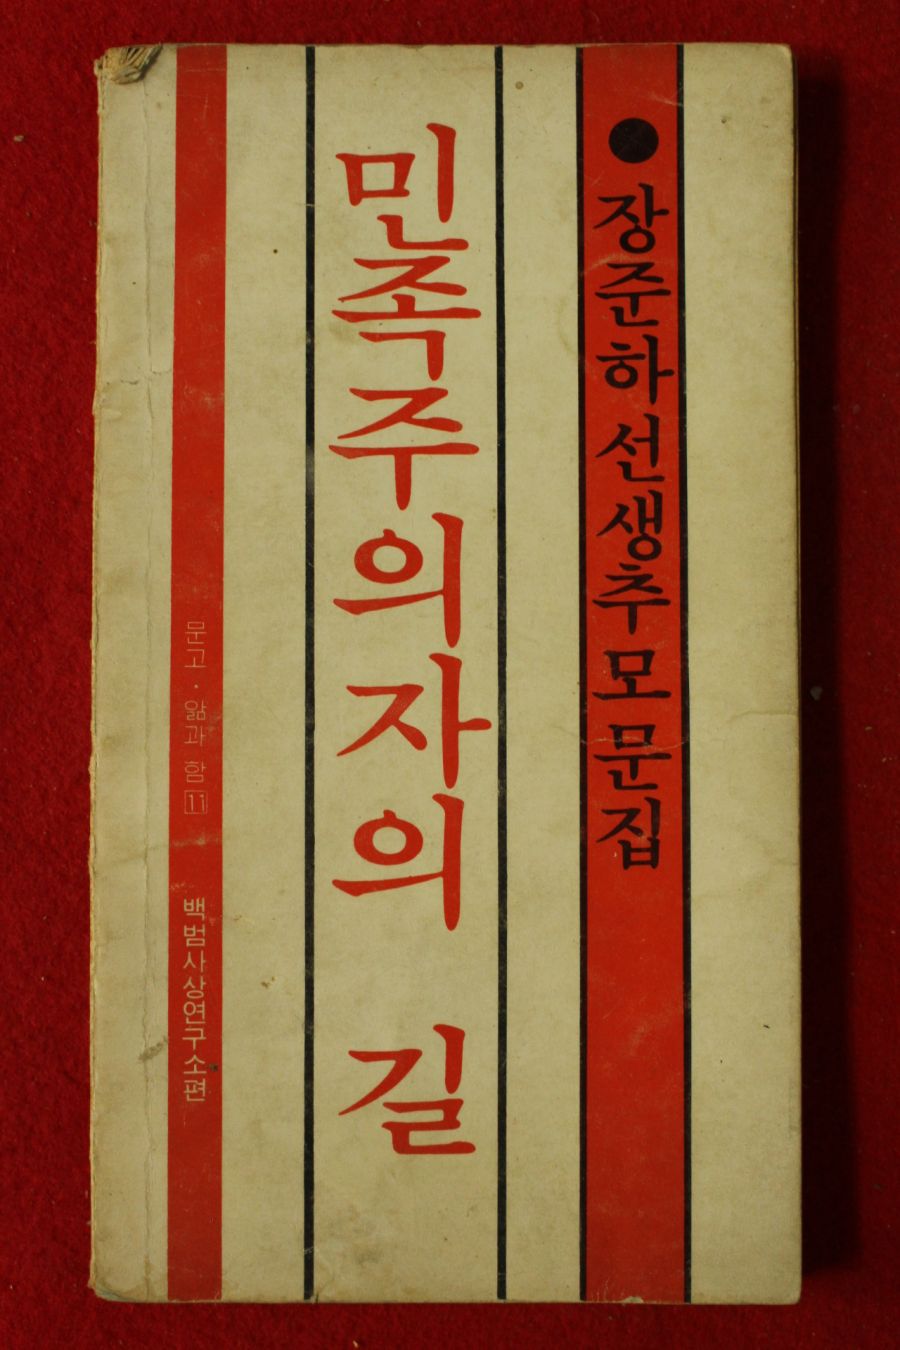 ● 장준하선생추모문집
민족주의자의 길
문고 · 앎과 함 11
백범사상연구소편